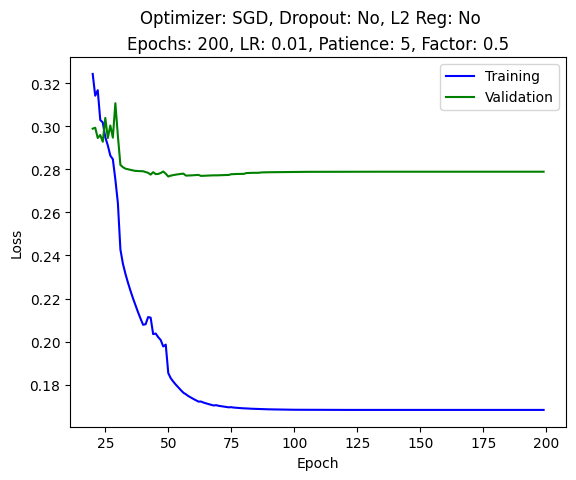 Optimizer: SGD, Dropout: No, L2 Reg: No
Epochs: 200, LR: 0.01, Patience: 5, Factor: 0.5
Training
Validation
0.32
0.30
0.28
0.26
0.24
0.22
0.20
0.18
Loss
25 50 75 100 125 150 175 200
Epoch